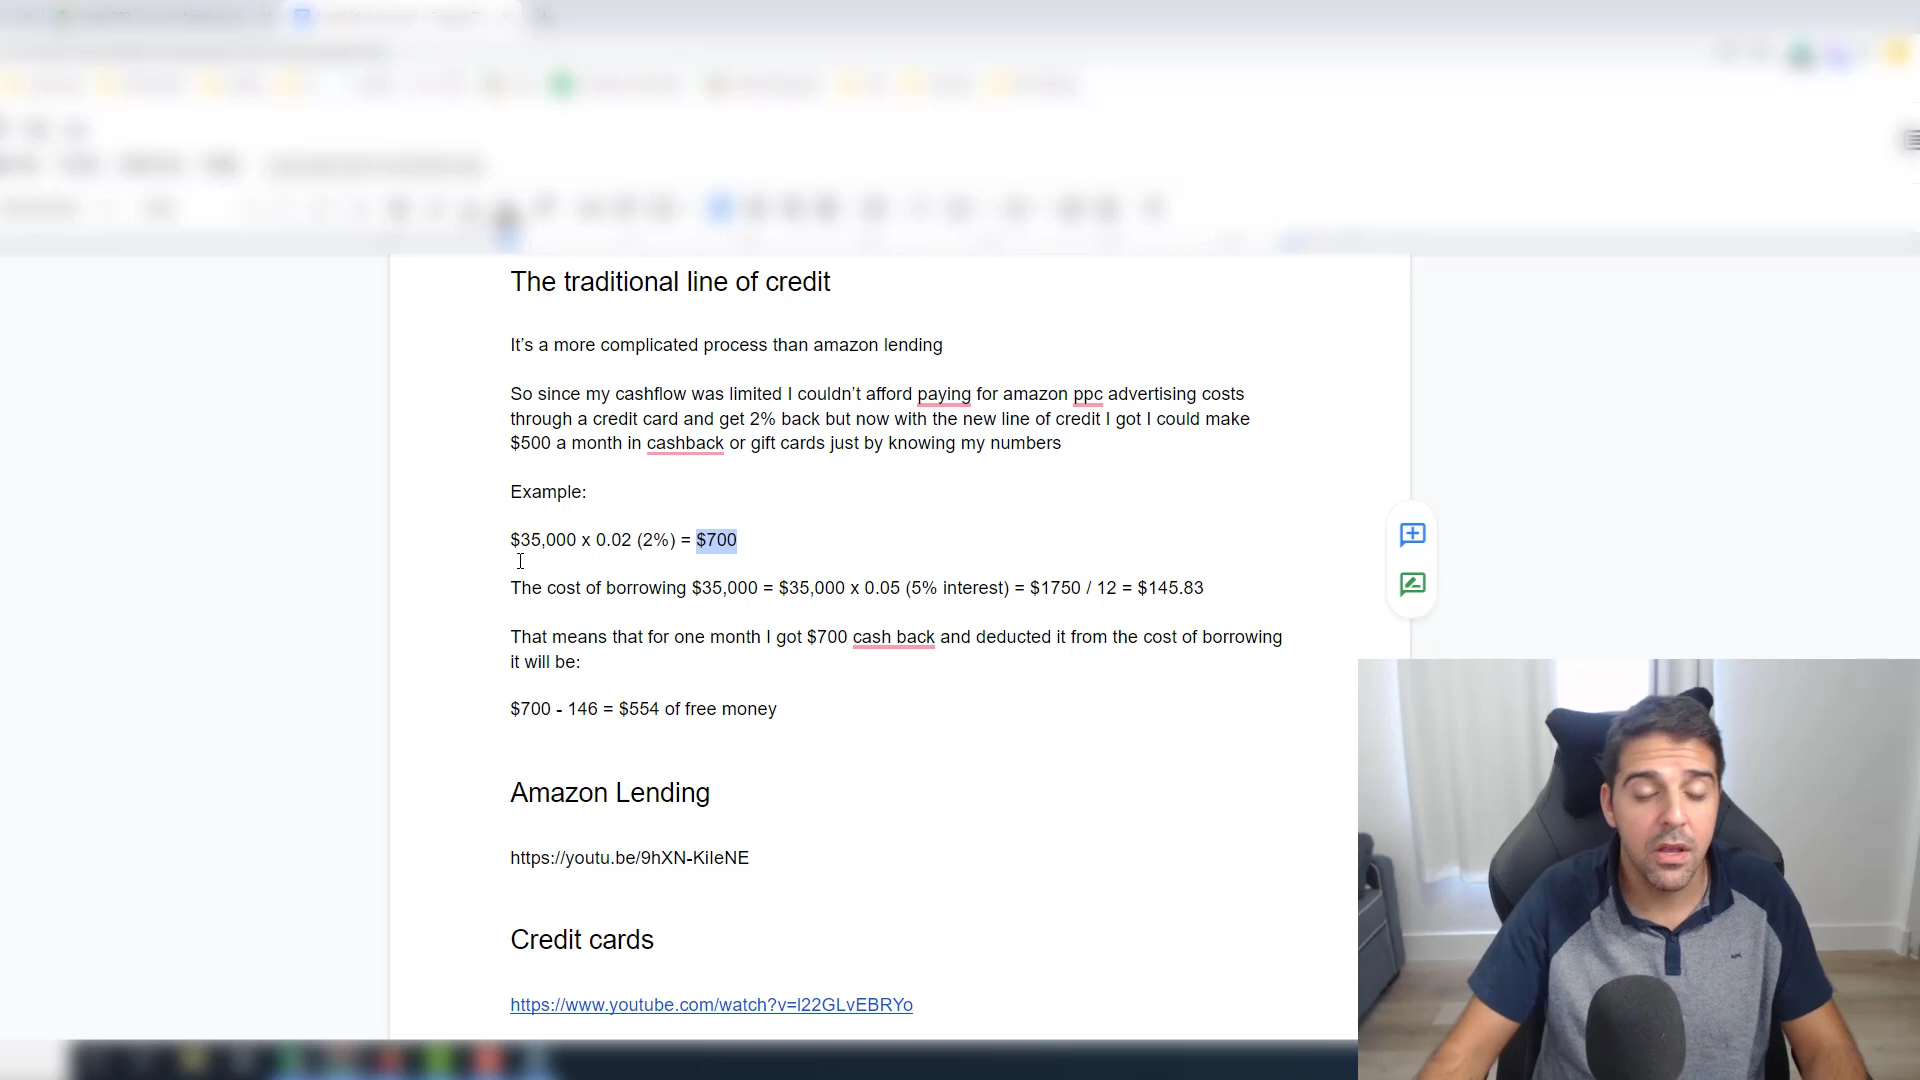 The traditional line of credit
It’s a more complicated process than amazon lending
So since my cashflow was limited I couldn’t afford paying for amazon ppc advertising costs
through a credit card and get 2% back but now with the new line of credit I got I could make
$500 a month in cashback or gift cards just by knowing my numbers
Example:
$35,000 x 0.02 (2%) = $700
The cost of borrowing $35,000 = $35,000 x 0.05 (5% interest) = $1750 / 12 = $145.83
That means that for one month I got $700 cash back and deducted it from the cost of borrowing
it will be:
$700 - 146 = $554 of free money
Amazon Lending
https://youtu.be/9hXN-KiIeNE
Credit cards
https://www.youtube.com/watch?v=l22GLvEBRYo